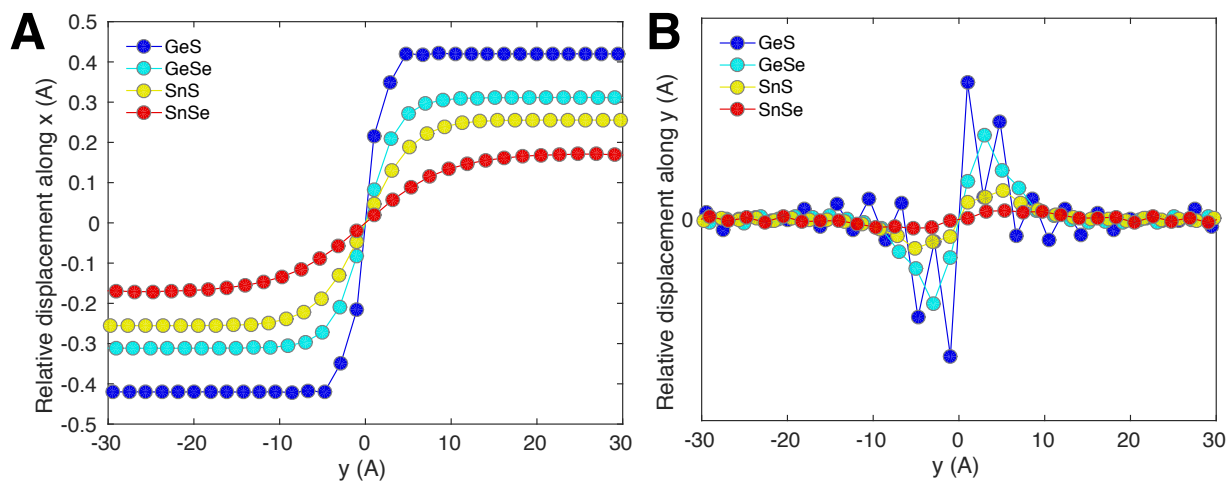 A
Relative displacement along x (A)
0.5
0.4
0.3
0.2
0.1
0
-0.1
-0.2
-0.3
-0.4
-0.5
GeS
GeSe
SnS
SnSe
-30 -20 -10 0 10 20 30
y (A)
B
Relative displacement along y (A)
0
GeS
GeSe
SnS
SnSe
-30 -20 -10 0 10 20 30
y (A)